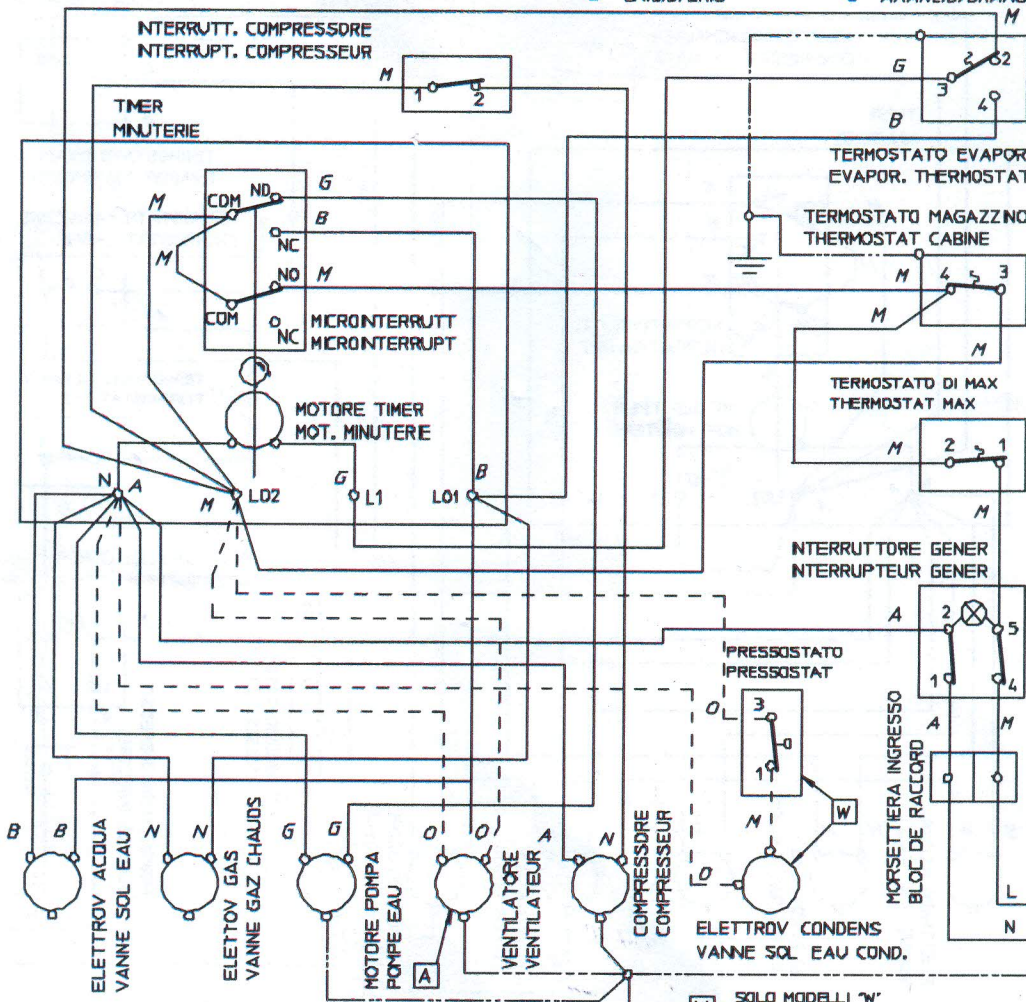 M
INTERRUTT. COMPRESSORE
INTERRUPT. COMPRESSEUR
M
1
2
G
2
3
4
B
TIMER
MINUTERIE
TERMOSTATO EVAPOR
EVAPOR. THERMOSTAT
M
COM
NO
G
B
NC
M
NO
M
COM
NC
MICROINTERRUTT
MICROINTERRUPT
TERMOSTATO MAGAZZINO
THERMOSTAT CABINE
M
4
3
M
M
MOTORE TIMER
MOT. MINUTERIE
TERMOSTATO DI MAX
THERMOSTAT MAX
M
2
1
N
A
M
LO2
G
L1
B
LO1
M
INTERRUTTORE GENER
INTERRUPTEUR GENER
A
2
5
1
4
A
M
PRESSOSTATO
PRESSOSTAT
O
3
1
W
M
MORSETTIERA INGRESSO
BLOC DE RACCORD
B
B
N
N
G
G
O
O
A
N
O
L
N
ELETTROV ACQUA
VANNE SOL EAU
ELETTOV GAS
VANNE GAZ CHAUDS
MOTORE POMPA
POMPE EAU
A
VENTILATORE
VENTILATEUR
COMPRESSORE
COMPRESSEUR
ELETTROV CONDENS
VANNE SOL EAU COND.
SOLO MODELLI "W"